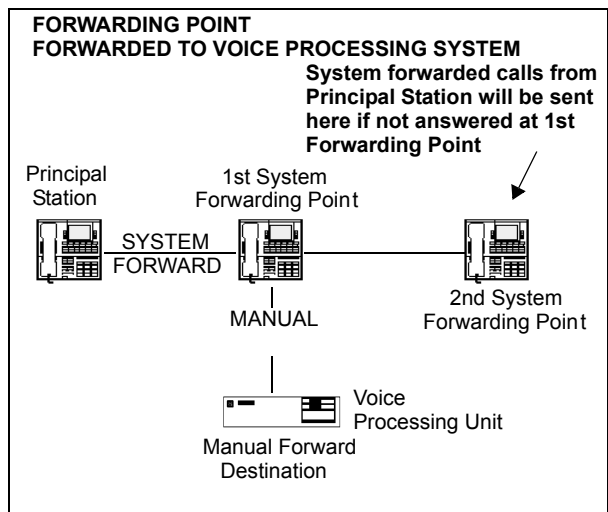 FORWARDING POINT
FORWARDED TO VOICE PROCESSING SYSTEM
System forwarded calls from
Principal Station will be sent
here if not answered at 1st
Forwarding Point
Principal
Station
1st System
Forwarding Point
SYSTEM
FORWARD
2nd System
Forwarding Point
MANUAL
Voice
Processing Unit
Manual Forward
Destination